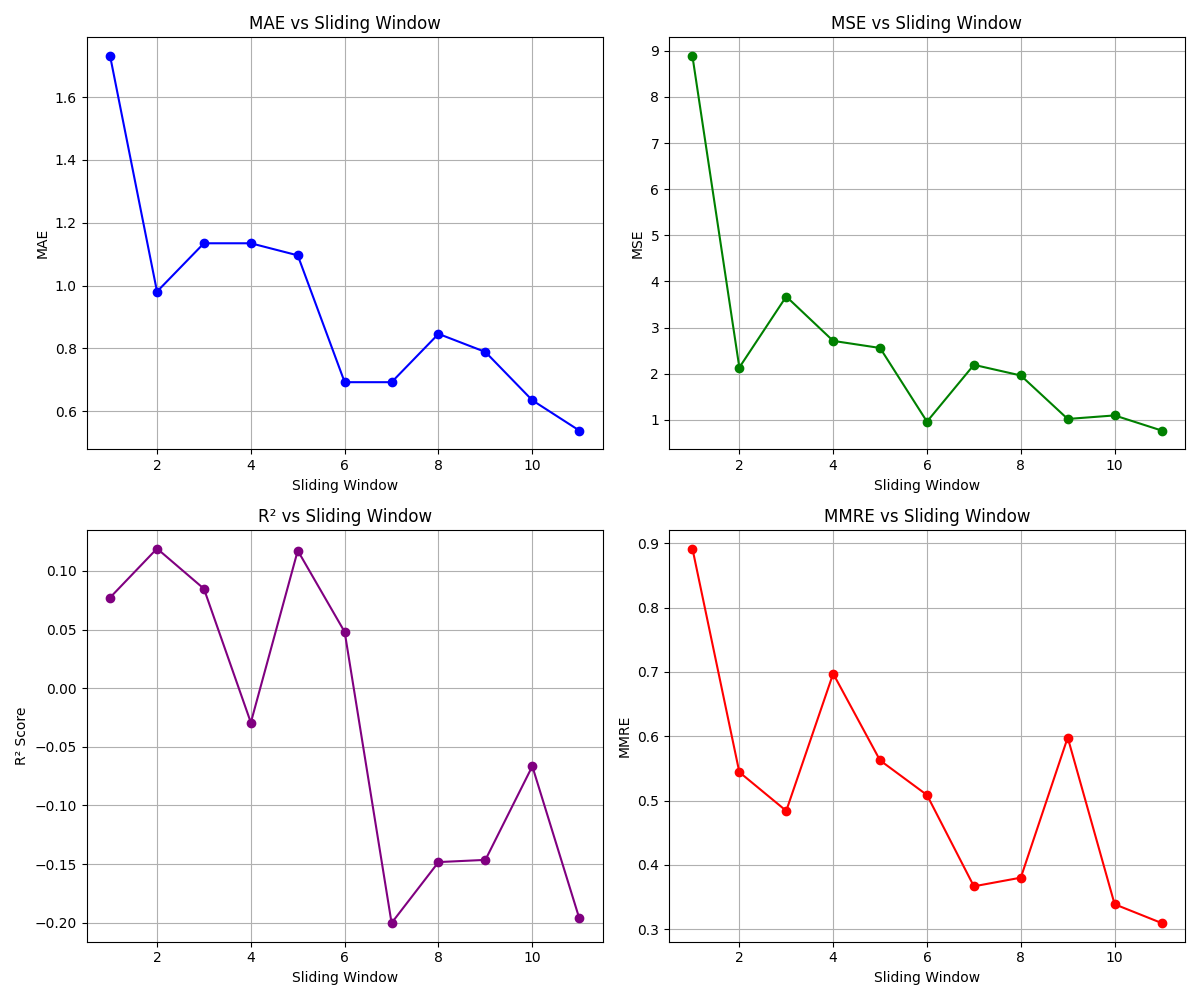 MAE vs Sliding Window
MAE
1.6
1.4
1.2
1.0
0.8
0.6
2 4 6 8 10
Sliding Window
MSE vs Sliding Window
MSE
9
8
7
6
5
4
3
2
1
2 4 6 8 10
Sliding Window
R² vs Sliding Window
R² Score
0.10
0.05
0.00
−0.05
−0.10
−0.15
−0.20
2 4 6 8 10
Sliding Window
MMRE vs Sliding Window
MMRE
0.9
0.8
0.7
0.6
0.5
0.4
0.3
2 4 6 8 10
Sliding Window